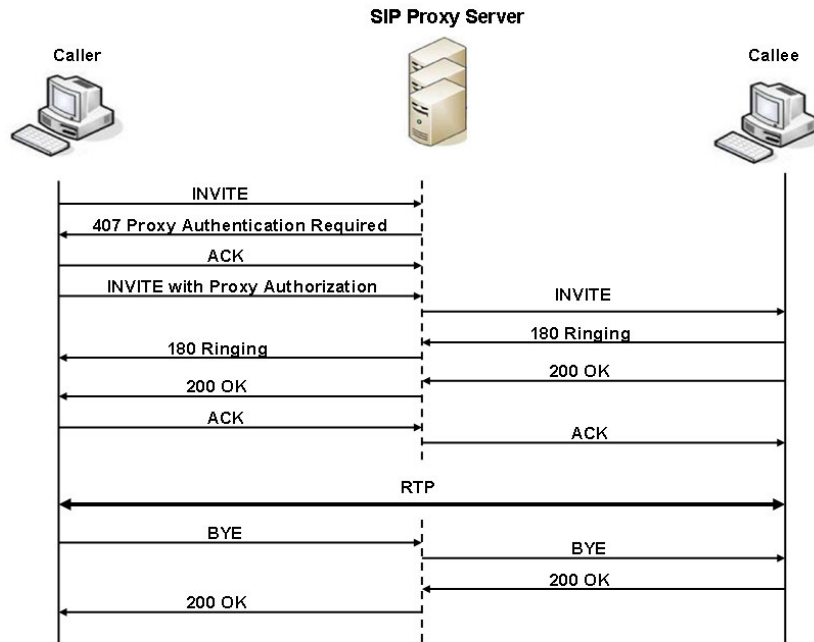 SIP Proxy Server
Caller
Callee
INVITE
407 Proxy Authentication Required
ACK
INVITE with Proxy Authorization
INVITE
180 Ringing
180 Ringing
200 OK
200 OK
ACK
ACK
RTP
BYE
BYE
200 OK
200 OK